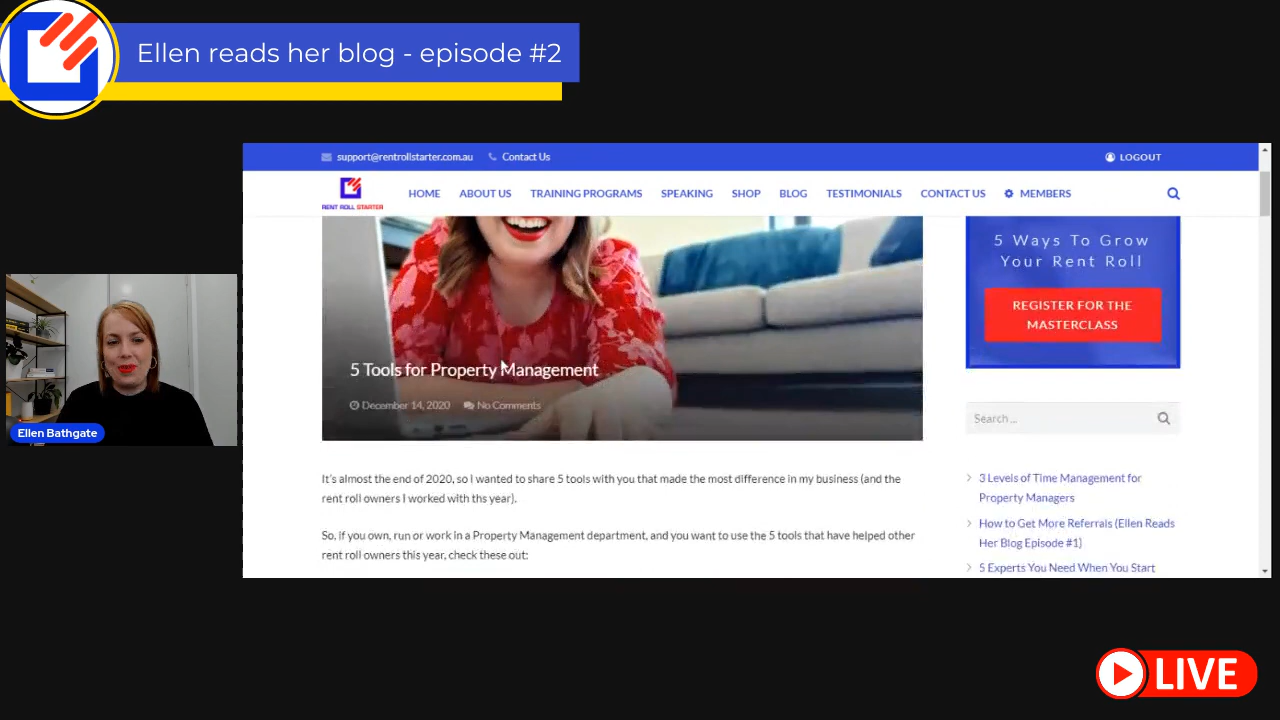 Ellen reads her blog - episode #2
support@rentrollstarter.com.au Contact Us LOGOUT
RENT ROLL STARTER HOME ABOUT US TRAINING PROGRAMS SPEAKING SHOP BLOG TESTIMONIALS CONTACT US MEMBERS
5 Tools for Property Management
December 14, 2020 No Comments
It's almost the end of 2020, so I wanted to share 5 tools with you that made the most difference in my business (and the
rent roll owners I worked with ths year).
So, if you own, run or work in a Property Management department, and you want to use the 5 tools that have helped other
rent roll owners this year, check these out:
5 Ways To Grow
Your Rent Roll
REGISTER FOR THE
MASTERCLASS
Search ...
3 Levels of Time Management for
Property Managers
How to Get More Referrals (Ellen Reads
Her Blog Episode #1)
5 Experts You Need When You Start
Ellen Bathgate
LIVE